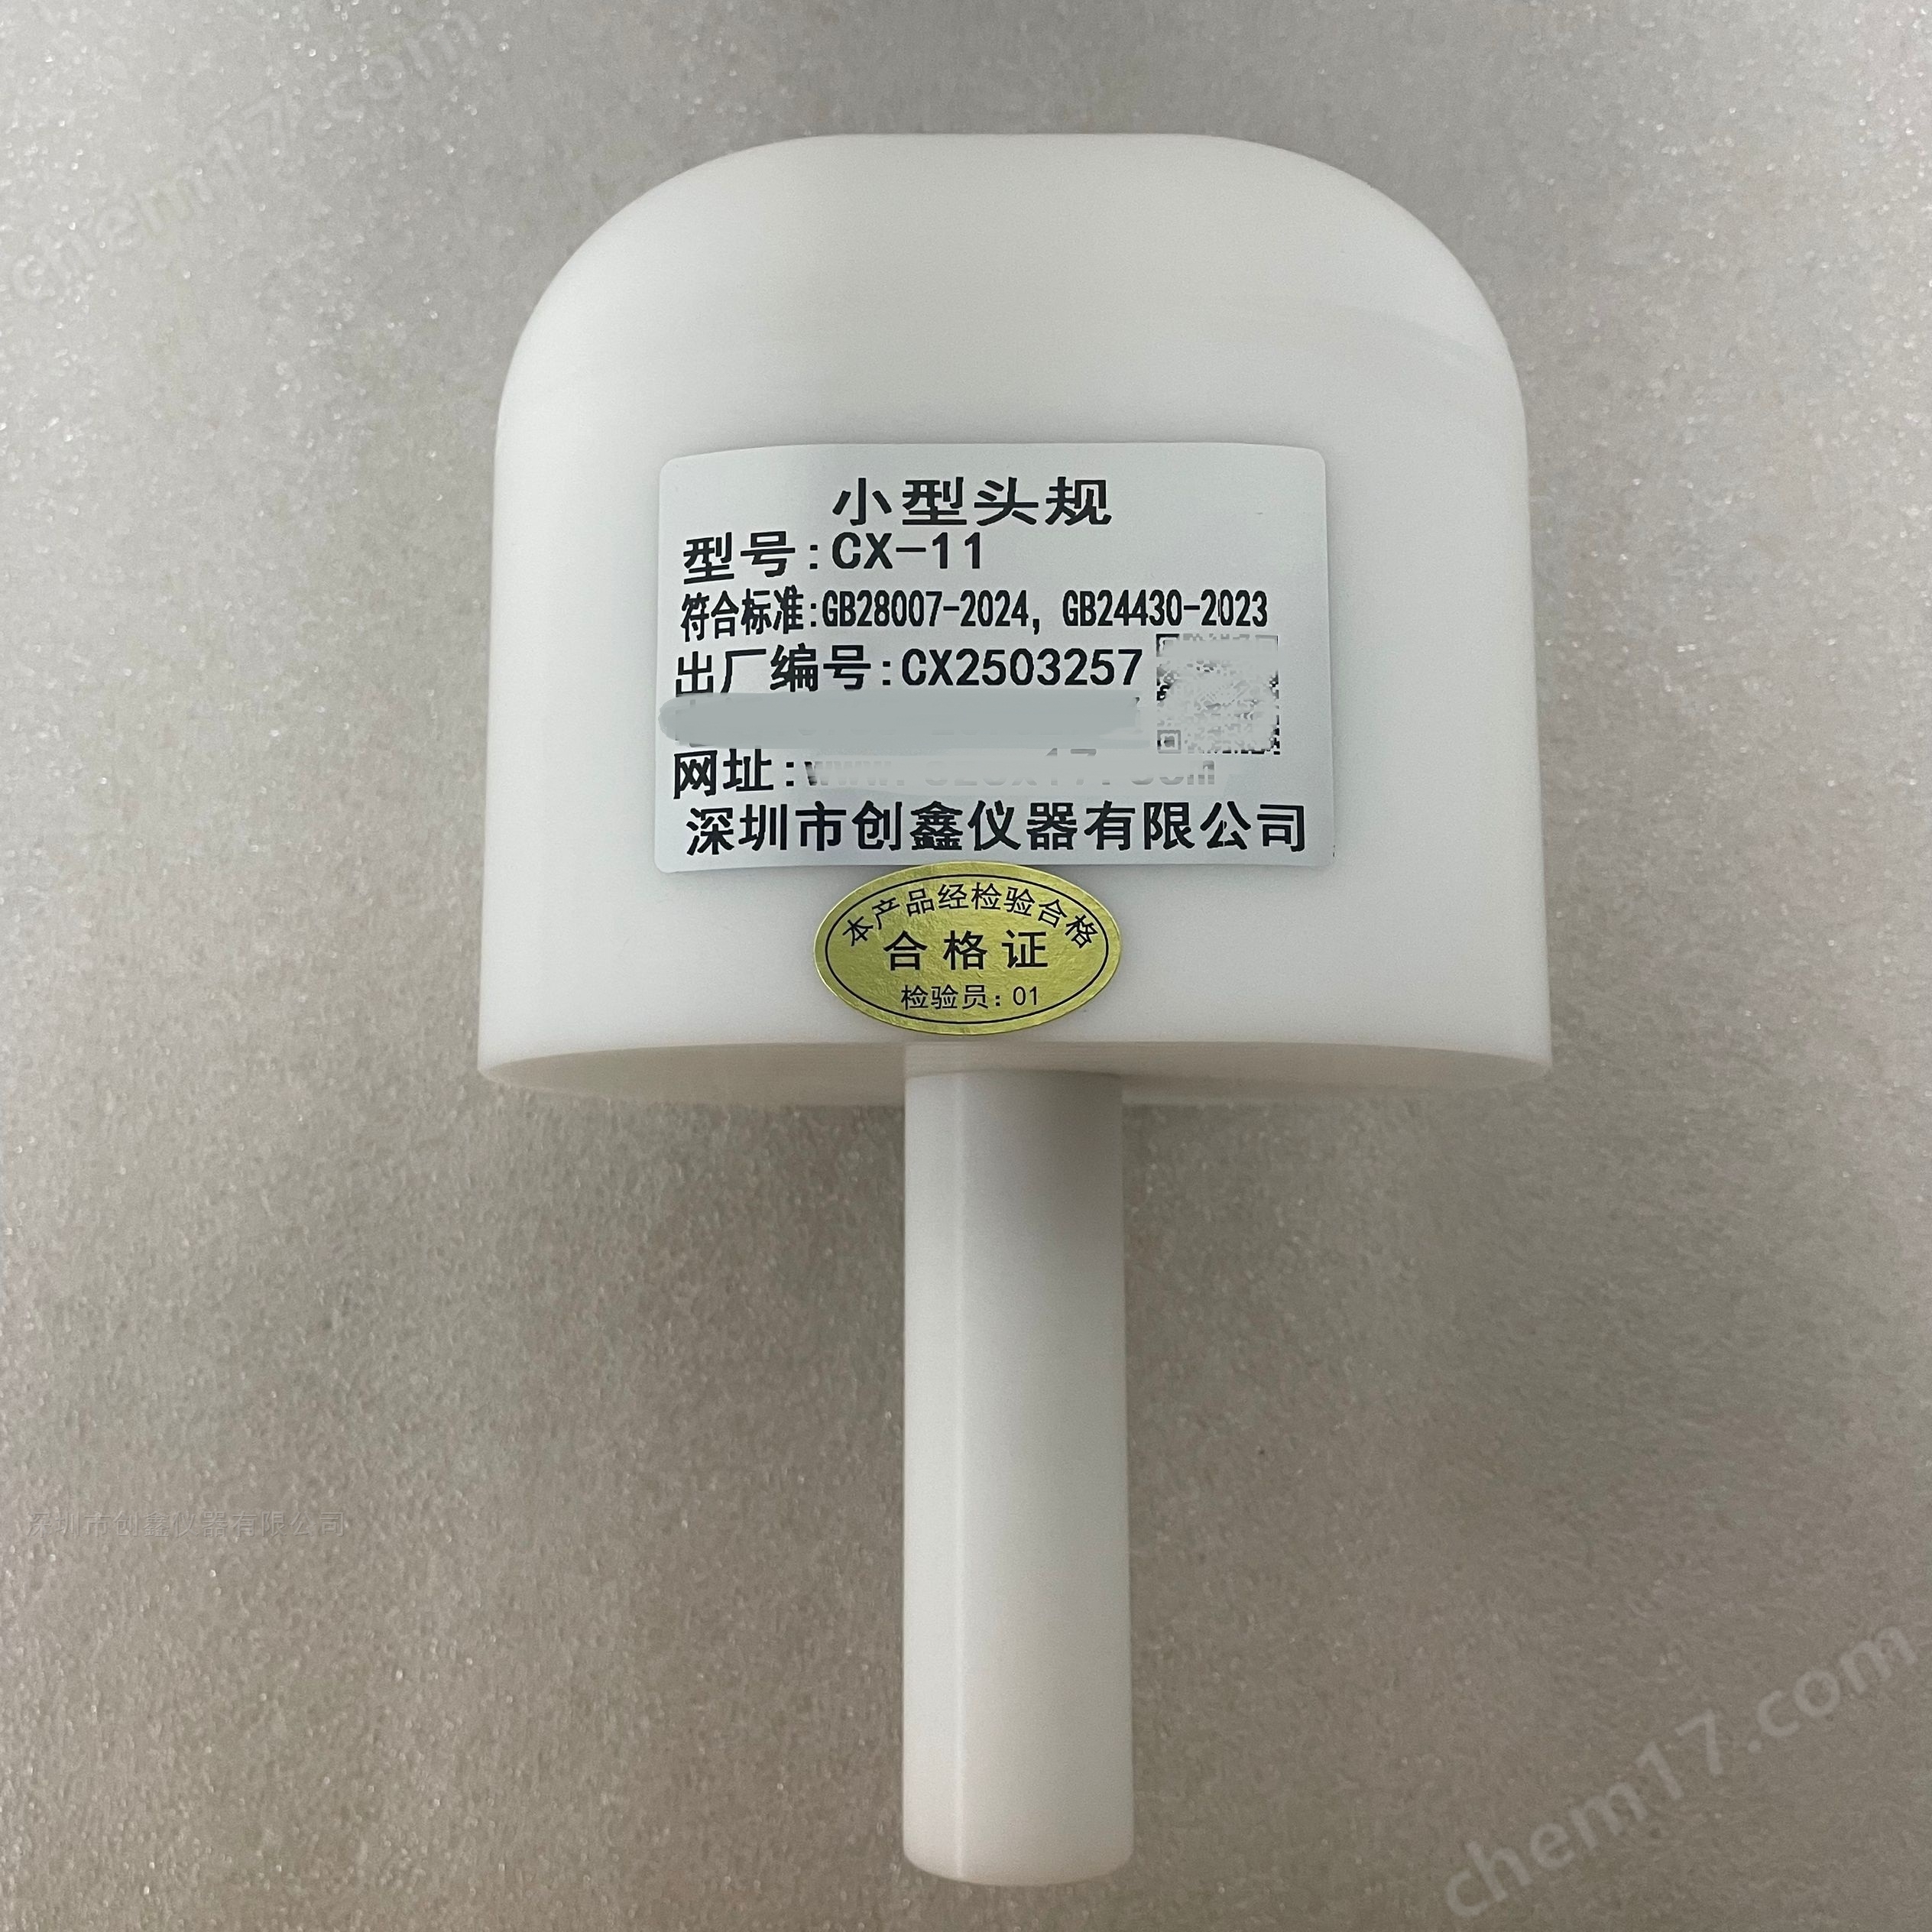 chem17.com
小型头规
型号:CX-11
符合标准:GB28007-2024, GB24430-2023
出厂编号:CX2503257
网址:
深圳市创鑫仪器有限公司
本产品经检验合格
合格证
检验员: 01
深圳市创鑫仪器有限公司
chem17.com